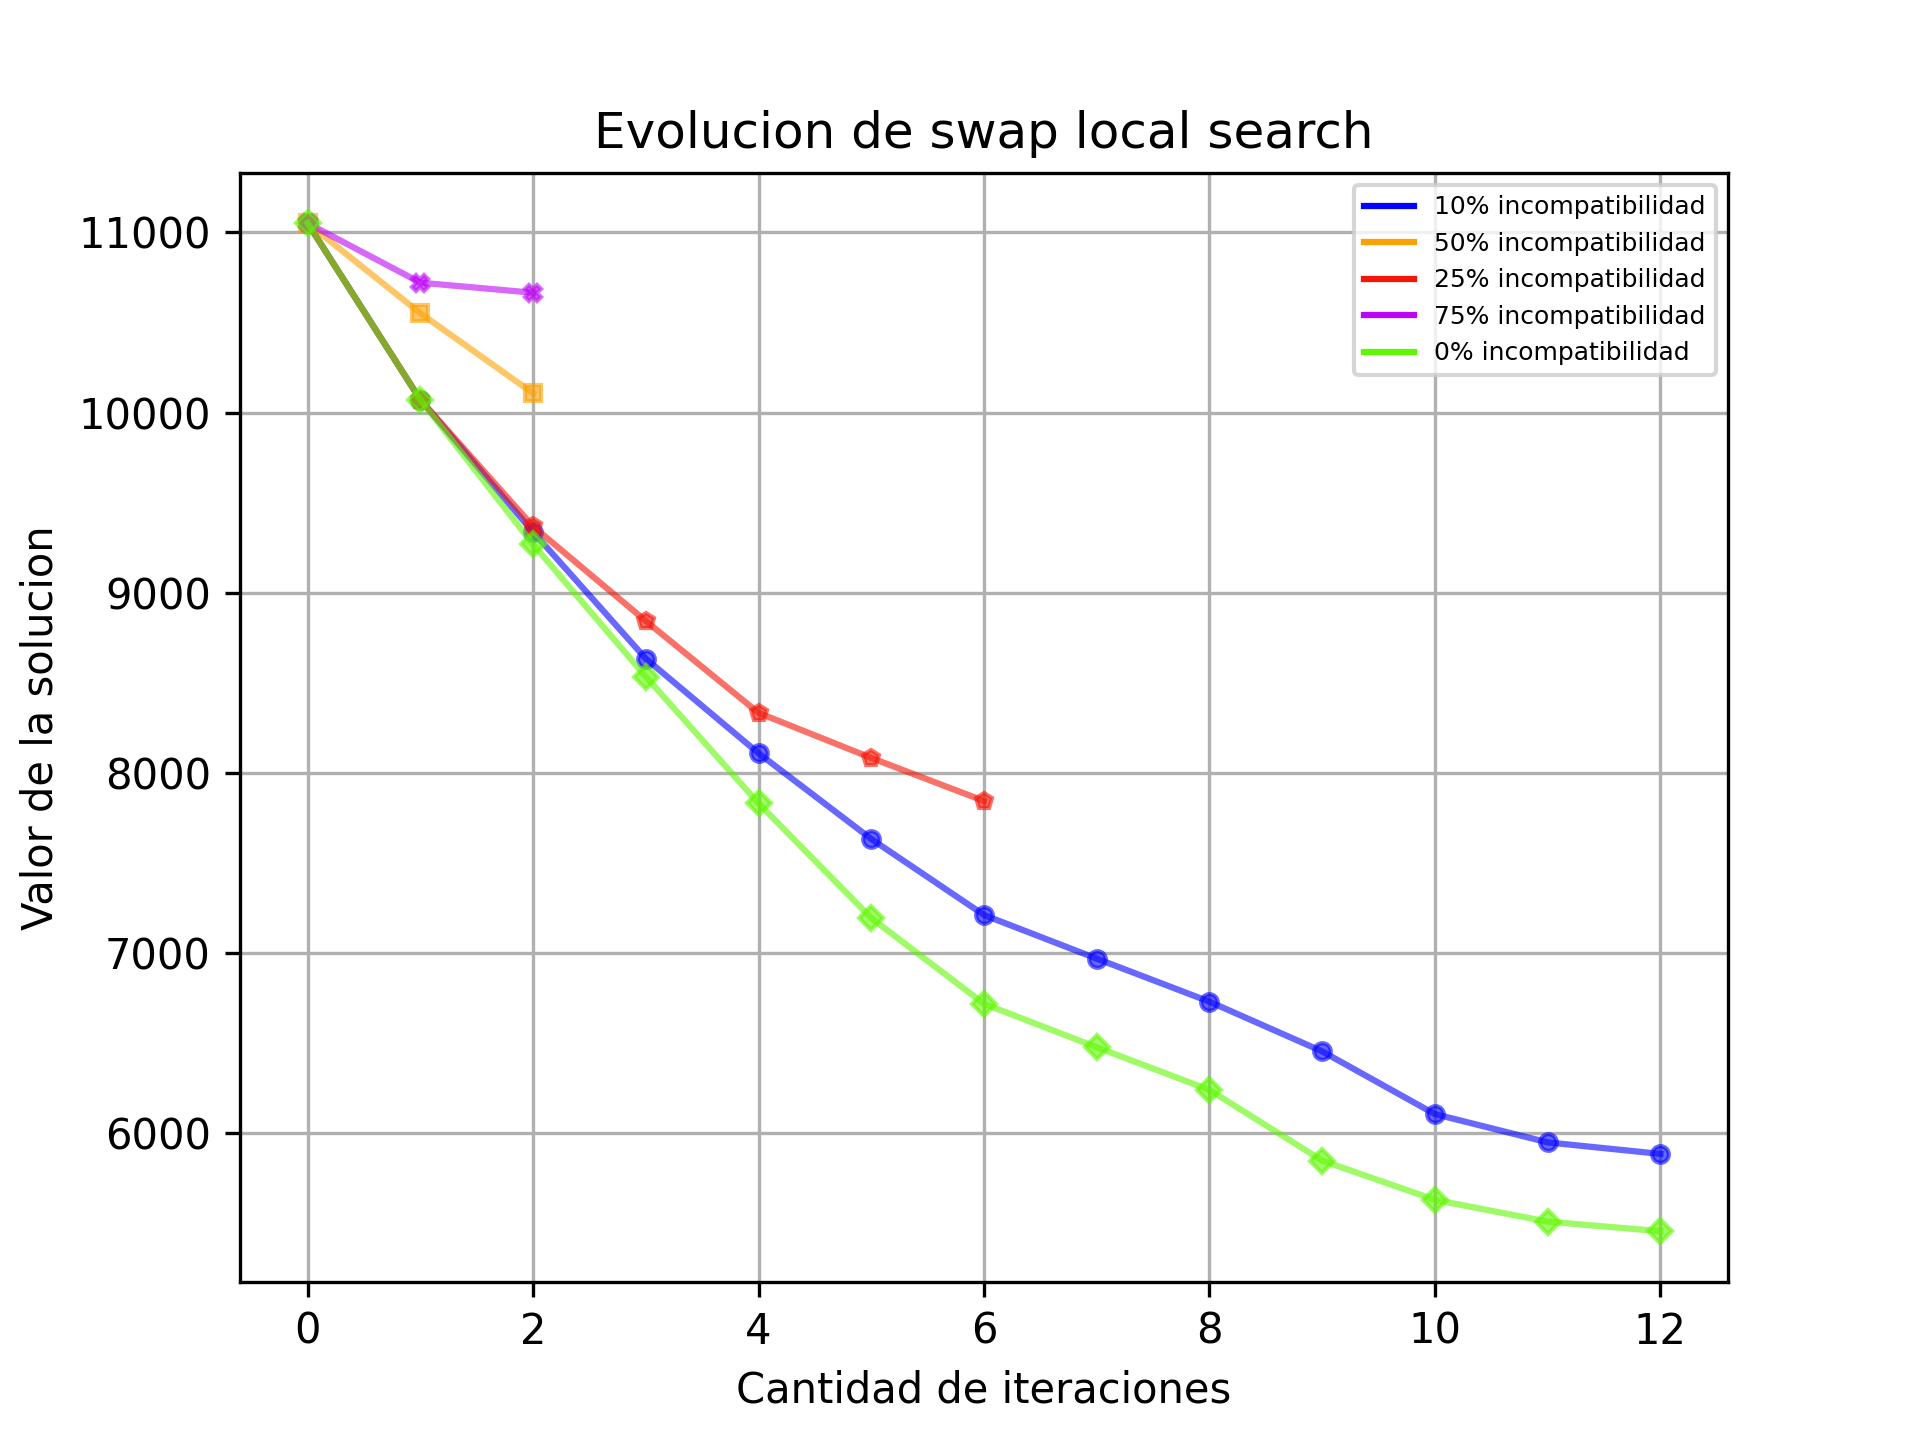 Evolucion de swap local search
10% incompatibilidad
50% incompatibilidad
25% incompatibilidad
75% incompatibilidad
0% incompatibilidad
Valor de la solucion
11000
10000
9000
8000
7000
6000
0 2 4 6 8 10 12
Cantidad de iteraciones